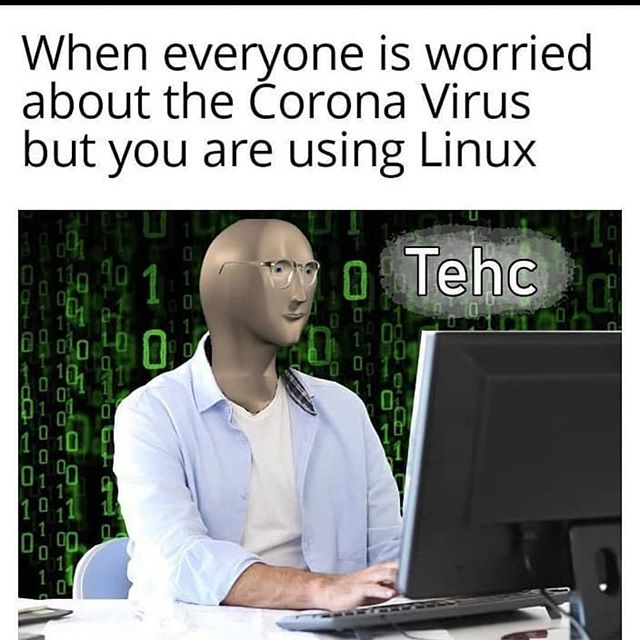 When everyone is worried
about the Corona Virus
but you are using Linux
Tehc